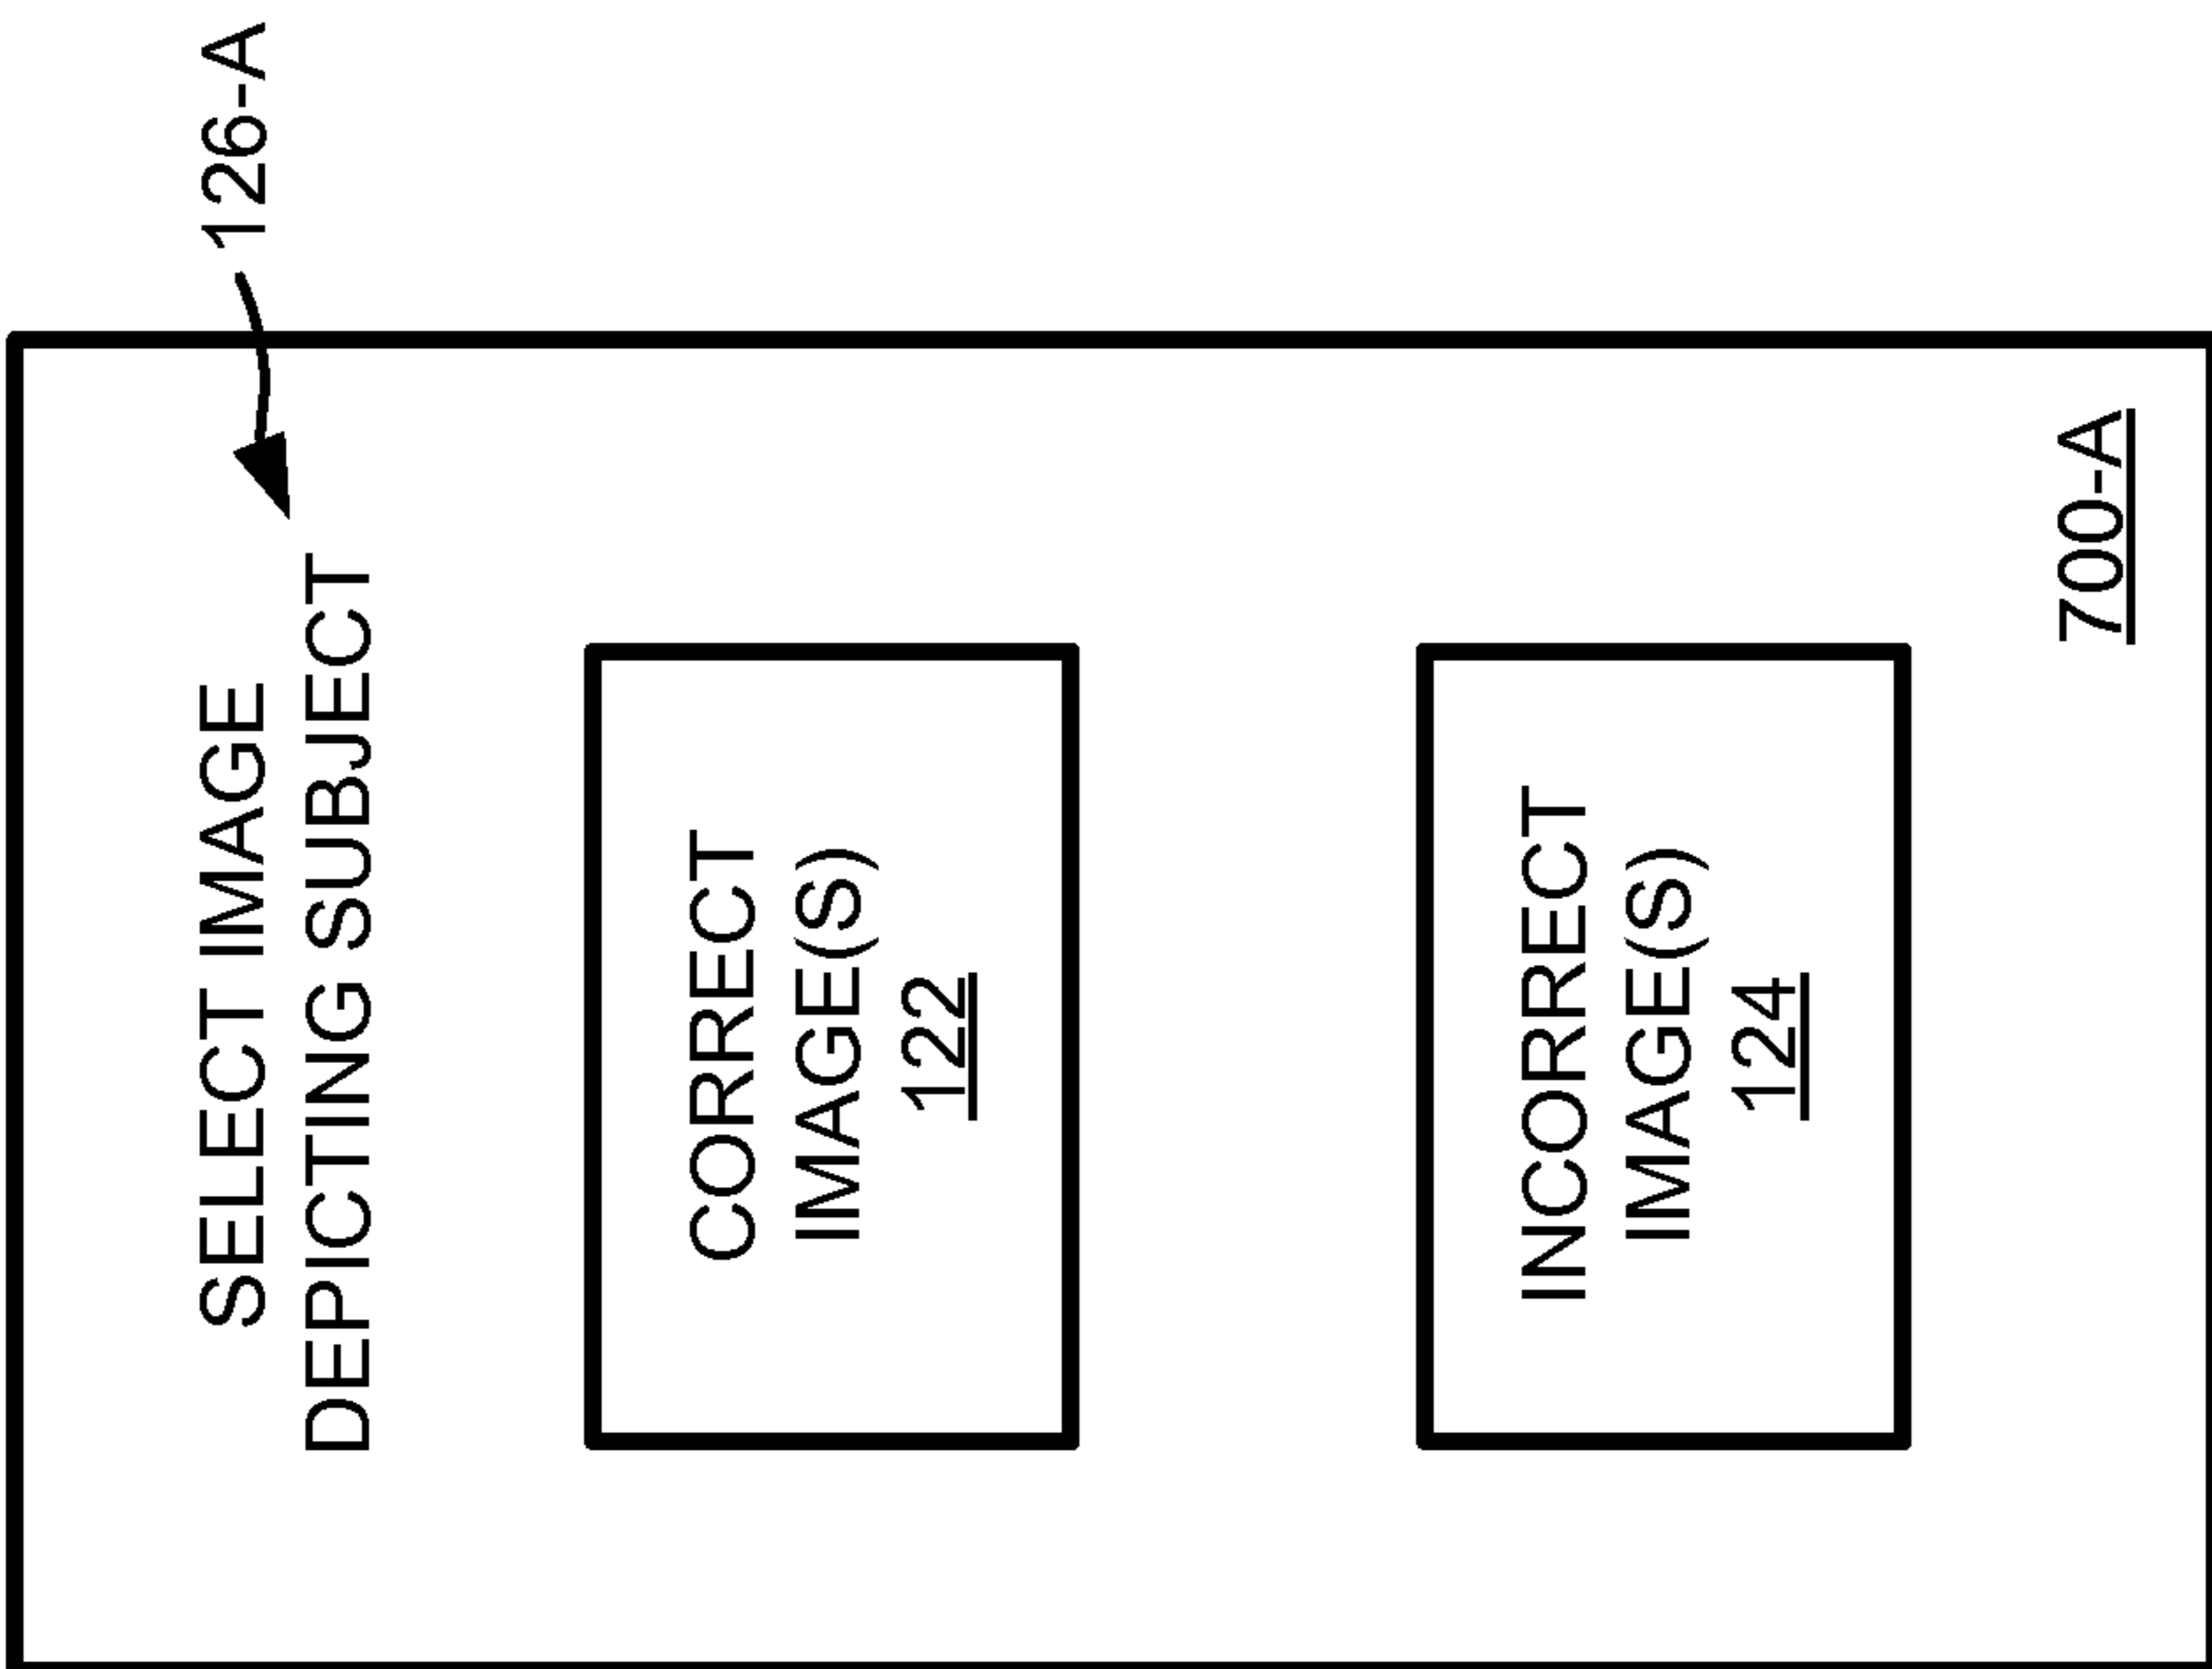 126-A
SELECT IMAGE
DEPICTING SUBJECT
CORRECT
IMAGE(S)
122
INCORRECT
IMAGE(S)
124
700-A